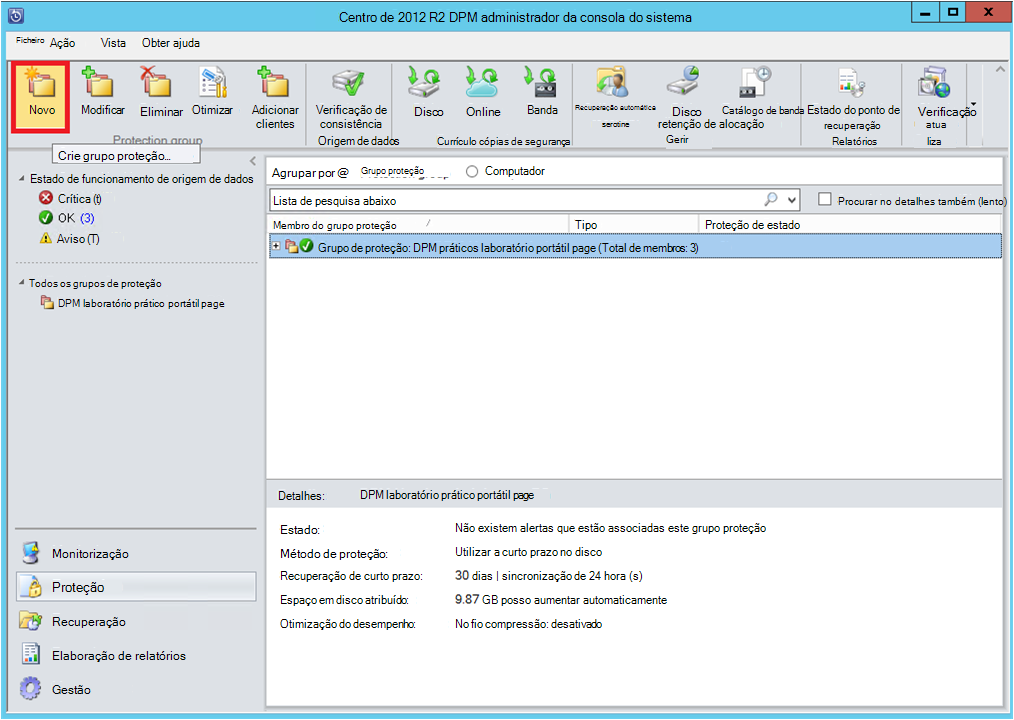 Centro de 2012 R2 DPM administrador da consola do sistema
Ficheiro Ação Vista Obter ajuda
Novo
Modificar
Eliminar
Otimizar
Adicionar clientes
Protection group
Verificação de consistência
Origem de dados
Disco
Online
Banda
Currículo cópias de segurança
Recuperação automática serotine
Disco retenção de alocação
Catálogo de banda
Gerir
Estado do ponto de recuperação
Relatórios
Verificação atua
liza
Crie grupo proteção...
Estado de funcionamento de origem de dados
Crítica (t)
OK (3)
Aviso (T)
Todos os grupos de proteção
DPM laboratório prático portátil page
Monitorização
Proteção
Recuperação
Elaboração de relatórios
Gestão
Agrupar por @ Grupo proteção Computador
Lista de pesquisa abaixo
Procurar no detalhes também (lento)
Membro do grupo proteção / Tipo Proteção de estado
Grupo de proteção: DPM práticos laboratório portátil page (Total de membros: 3)
Detalhes: DPM laboratório prático portátil page
Estado: Não existem alertas que estão associadas este grupo proteção
Método de proteção: Utilizar a curto prazo no disco
Recuperação de curto prazo: 30 dias | sincronização de 24 hora (s)
Espaço em disco atribuído: 9.87 GB posso aumentar automaticamente
Otimização do desempenho: No fio compressão: desativado